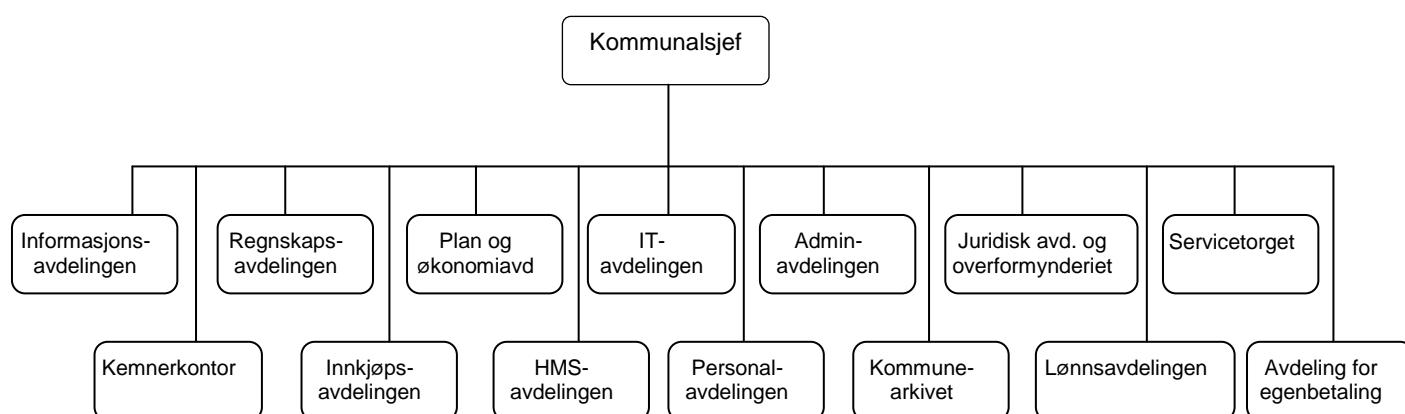 Kommunalsjef
Informasjons-
avdelingen
Regnskaps-
avdelingen
Plan og
økonomiavd
IT-
avdelingen
Admin-
avdelingen
Juridisk avd. og
overformynderiet
Servicetorget
Kemnerkontor
Innkjøps-
avdelingen
HMS-
avdelingen
Personal-
avdelingen
Kommune-
arkivet
Lønnsavdelingen
Avdeling for
egenbetaling